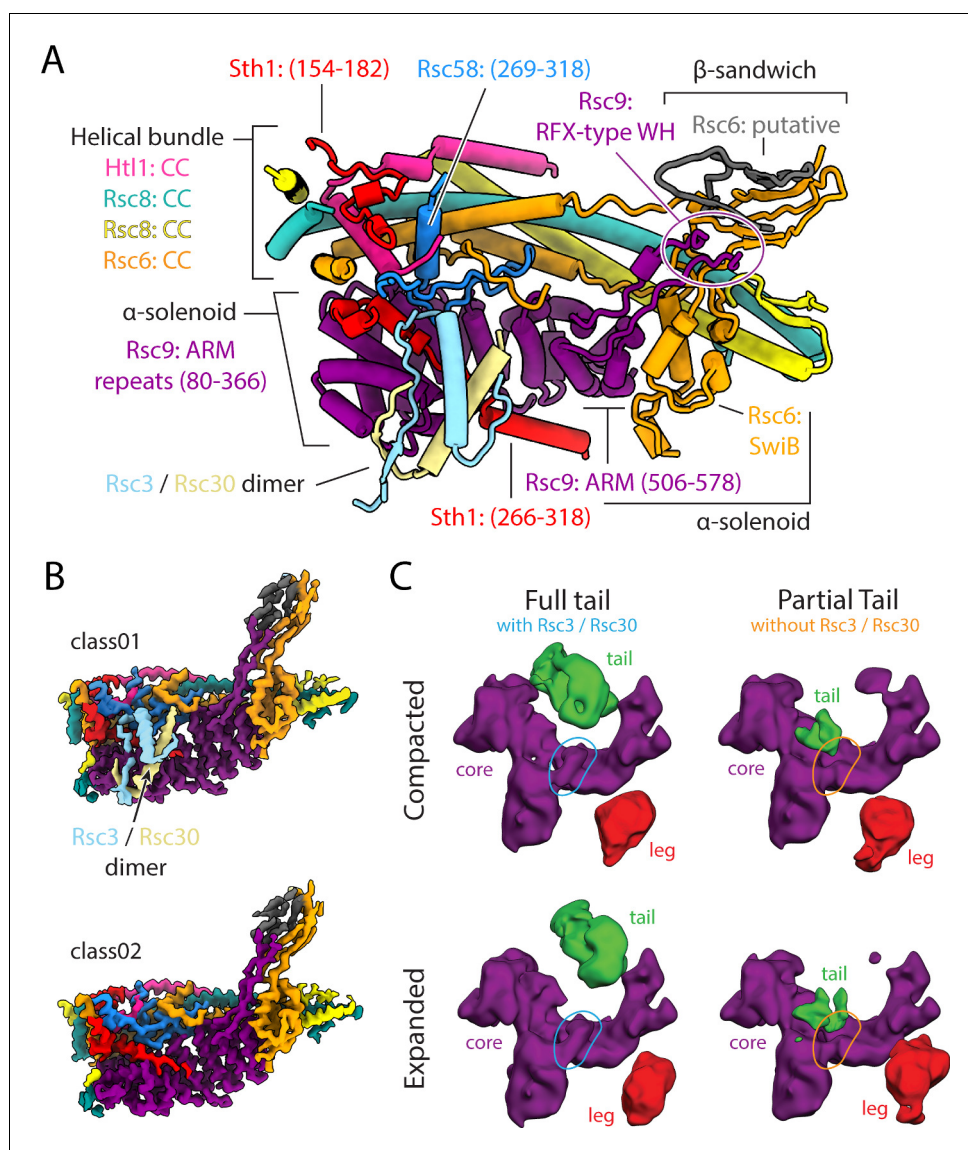 A
Sth1: (154-182)
Rsc58: (269-318)
β-sandwich
Rsc9:
RFX-type WH
Rsc6: putative
Helical bundle
Htl1: CC
Rsc8: CC
Rsc8: CC
Rsc6: CC
α-solenoid
Rsc9: ARM
repeats (80-366)
Rsc6:
SwiB
Rsc3 / Rsc30 dimer
Rsc9: ARM (506-578)
Sth1: (266-318)
α-solenoid
B
class01
Rsc3 / Rsc30
dimer
class02
C
Full tail
with Rsc3 / Rsc30
Partial Tail
without Rsc3 / Rsc30
Compacted
tail
core
leg
tail
core
leg
Expanded
tail
core
leg
tail
core
leg